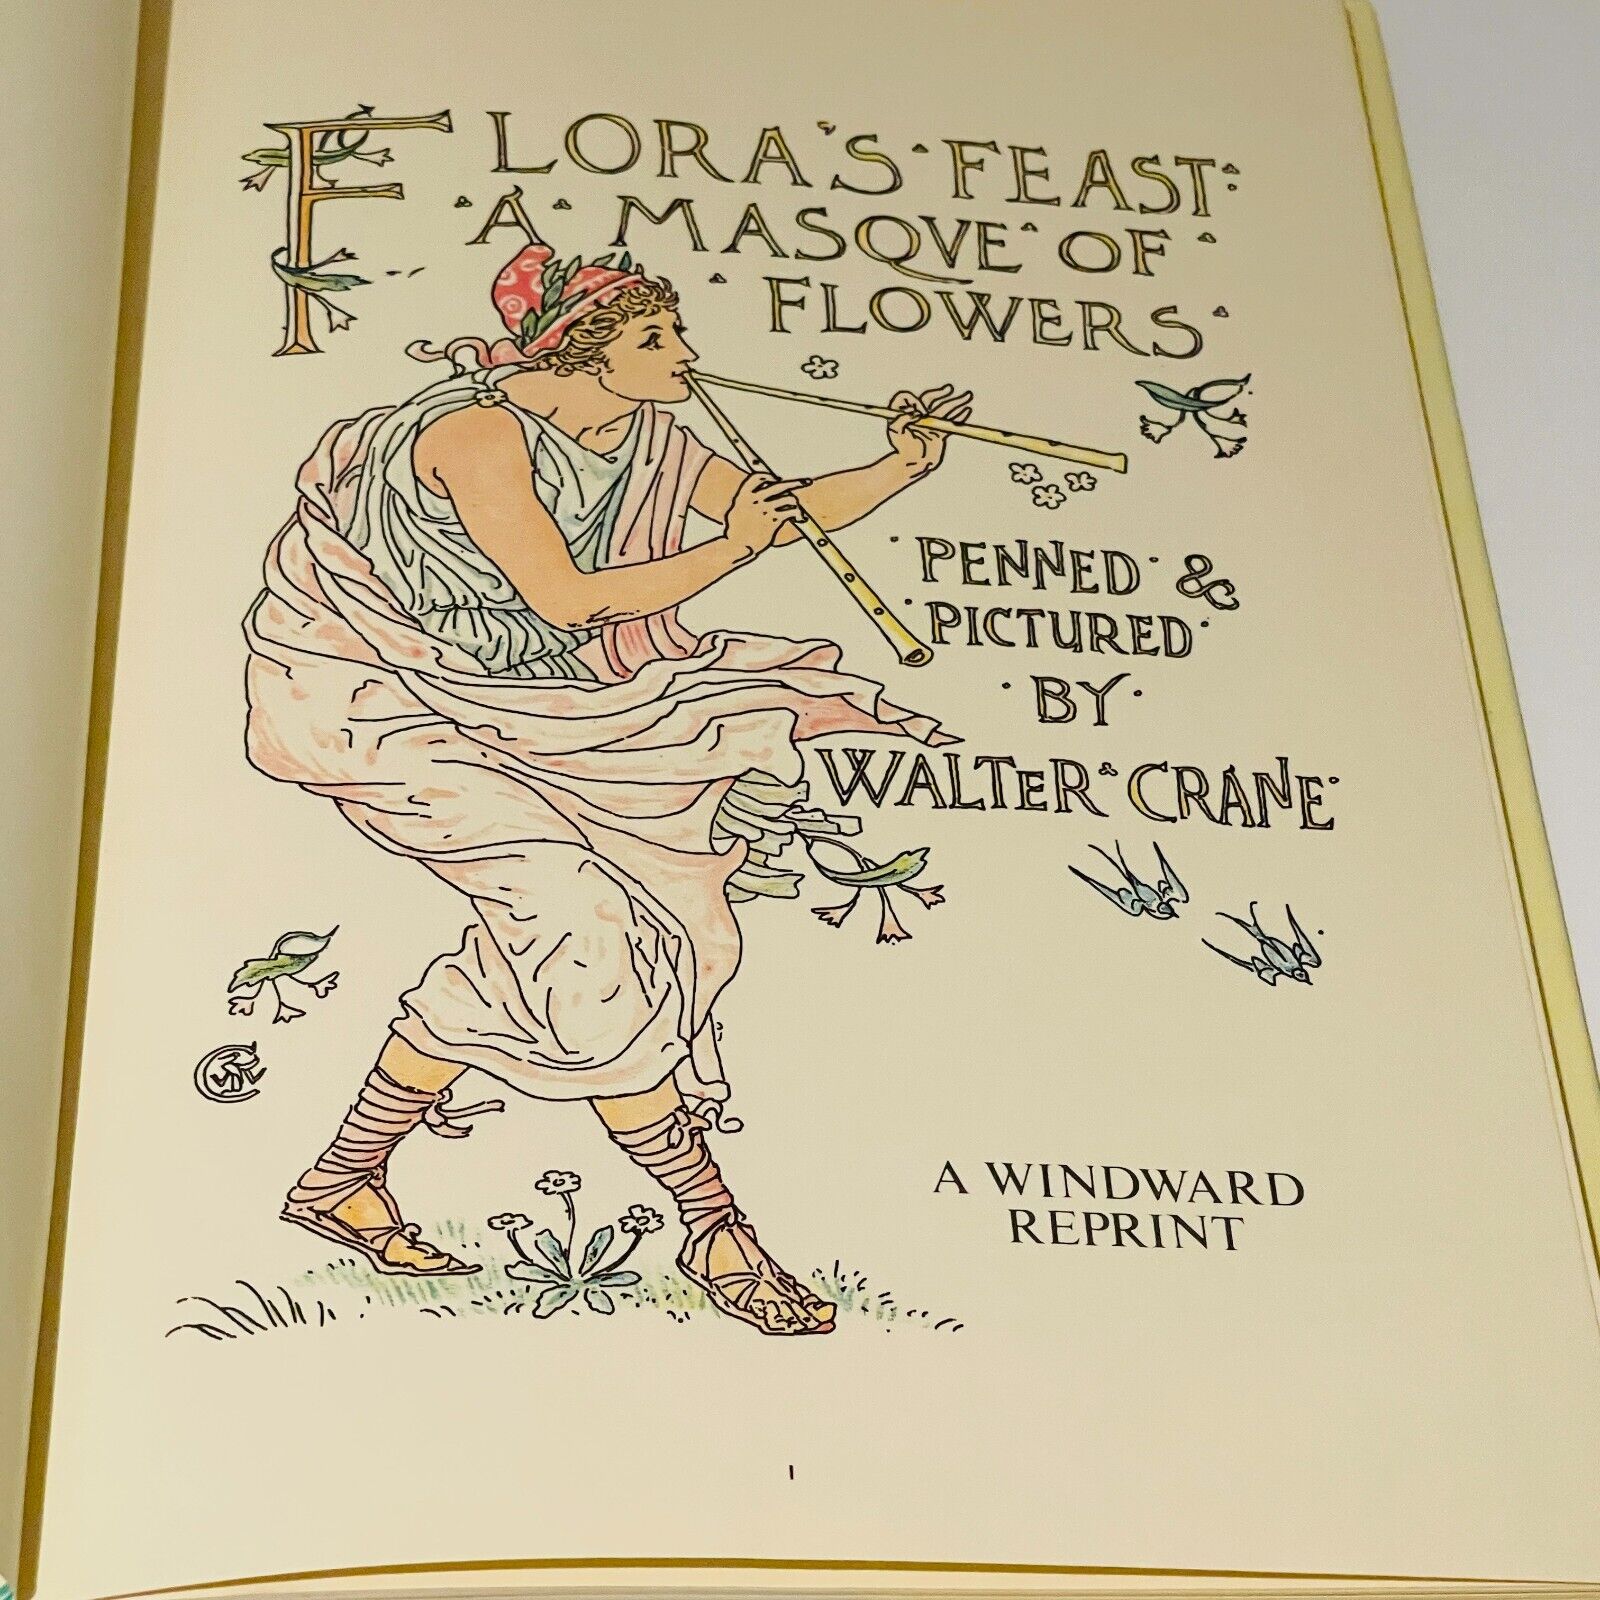 FLORA'S · FEAST:
· A · MASQVE · OF ·
· FLOWERS ·
· PENNED · &
· PICTURED ·
· BY ·
WALTER · CRANE ·
A WINDWARD
REPRINT
1